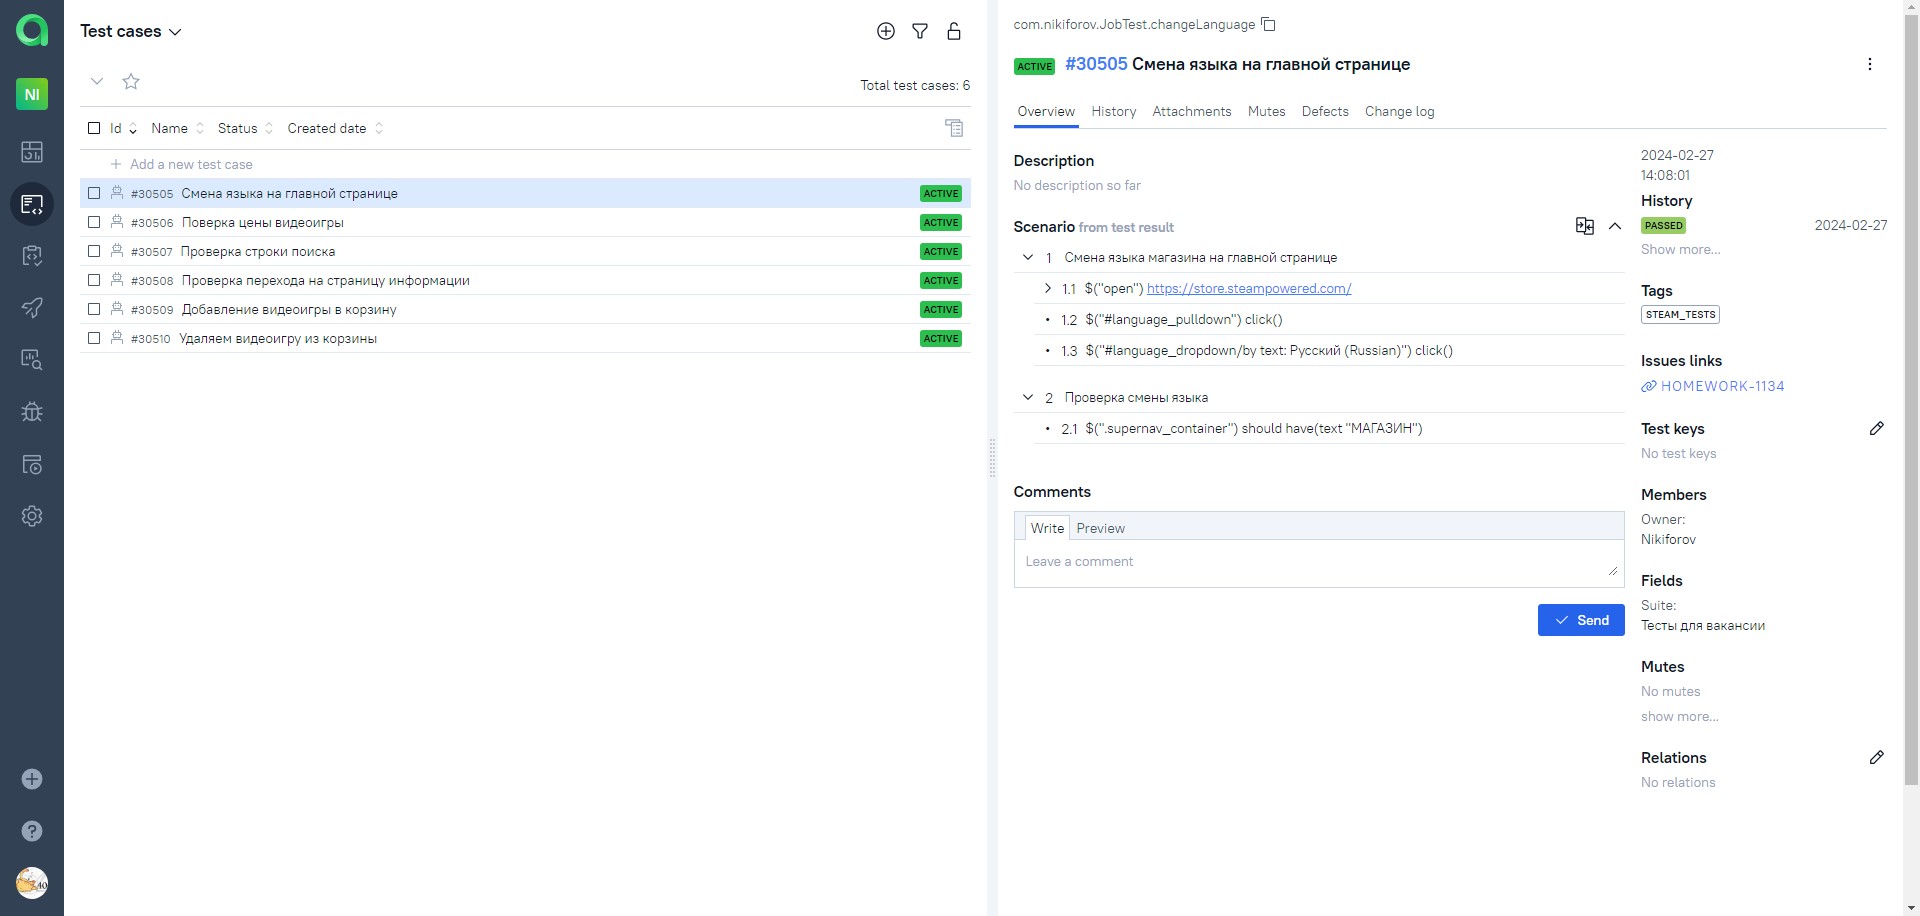 NI
Test cases
Total test cases: 6
Id Name Status Created date
Add a new test case
#30505 Смена языка на главной странице ACTIVE
#30506 Поверка цены видеоигры ACTIVE
#30507 Проверка строки поиска ACTIVE
#30508 Проверка перехода на страницу информации ACTIVE
#30509 Добавление видеоигры в корзину ACTIVE
#30510 Удаляем видеоигру из корзины ACTIVE
com.nikiforov.JobTest.changeLanguage
ACTIVE #30505 Смена языка на главной странице
Overview History Attachments Mutes Defects Change log
Description
No description so far
Scenario from test result
1 Смена языка магазина на главной странице
1.1 $("open") https://store.steampowered.com/
1.2 $("#language_pulldown") click()
1.3 $("#language_dropdown/by text: Русский (Russian)") click()
2 Проверка смены языка
2.1 $(".supernav_container") should have(text "МАГАЗИН")
Comments
Write Preview
Leave a comment
Send
2024-02-27
14:08:01
History
PASSED 2024-02-27
Show more...
Tags
STEAM_TESTS
Issues links
HOMEWORK-1134
Test keys
No test keys
Members
Owner:
Nikiforov
Fields
Suite:
Тесты для вакансии
Mutes
No mutes
show more...
Relations
No relations